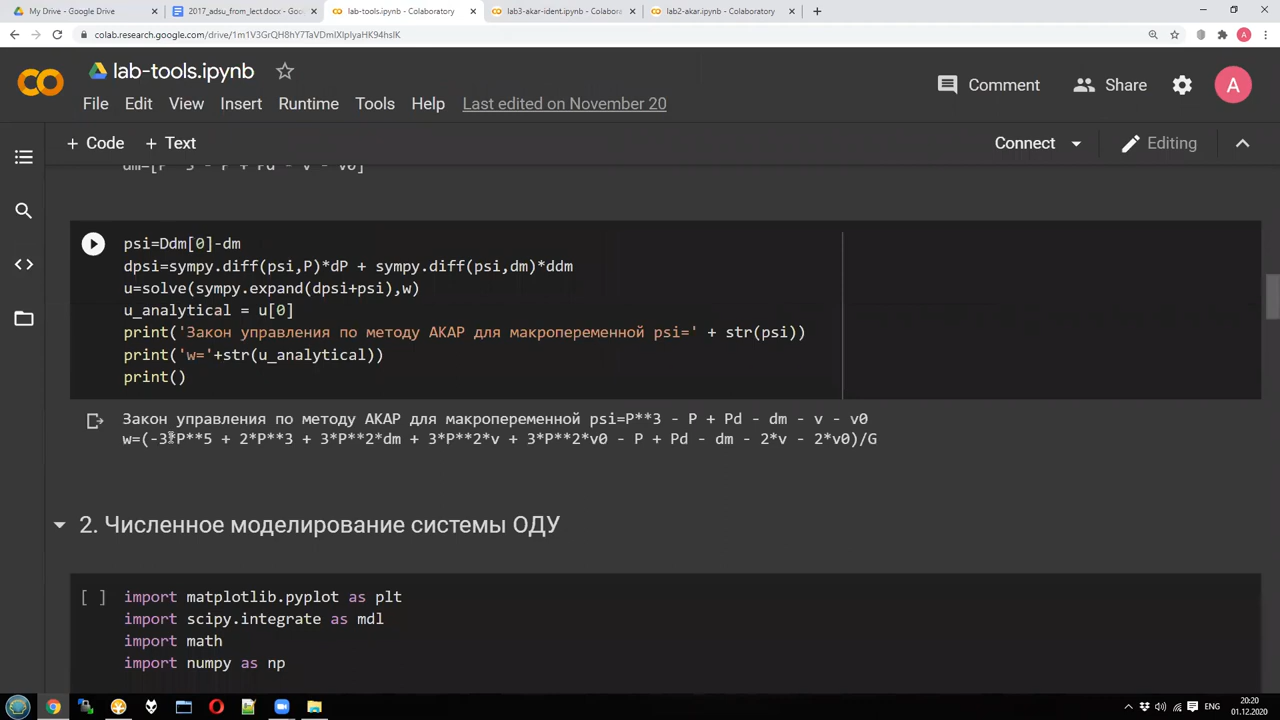 My Drive - Google Drive
2017_adsu_from_lect.docx - Goo
lab-tools.ipynb - Colaboratory
lab3-akar-ident.ipynb - Colabora
lab2-akar.ipynb - Colaboratory
lab-tools.ipynb
File Edit View Insert Runtime Tools Help Last edited on November 20
Comment Share A
+ Code + Text
Connect Editing
dm=[P**3 - P + Pd - v - v0]
psi=Ddm[0]-dm
dpsi=sympy.diff(psi,P)*dP + sympy.diff(psi,dm)*ddm
u=solve(sympy.expand(dpsi+psi),w)
u_analytical = u[0]
print('Закон управления по методу АКАР для макропеременной psi=' + str(psi))
print('w='+str(u_analytical))
print()
Закон управления по методу АКАР для макропеременной psi=P**3 - P + Pd - dm - v - v0
w=(-3*P**5 + 2*P**3 + 3*P**2*dm + 3*P**2*v + 3*P**2*v0 - P + Pd - dm - 2*v - 2*v0)/G
2. Численное моделирование системы ОДУ
[ ] import matplotlib.pyplot as plt
import scipy.integrate as mdl
import math
import numpy as np
ENG
20:20
01.12.2020